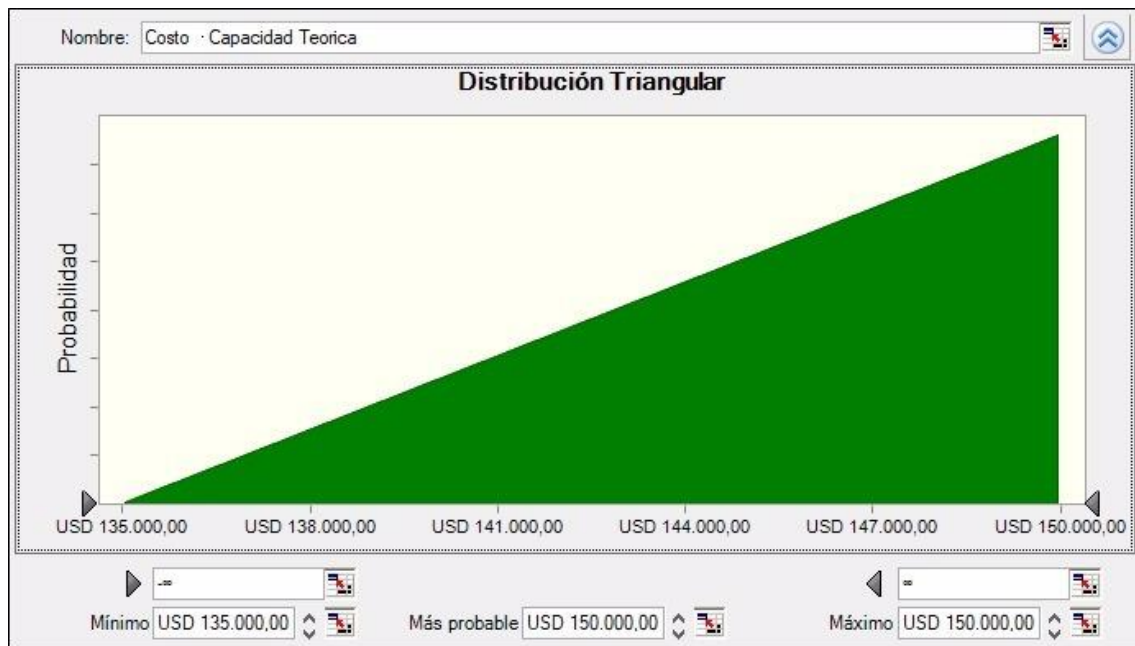 Nombre: Costo · Capacidad Teorica
Distribución Triangular
Probabilidad
USD 135.000,00 USD 138.000,00 USD 141.000,00 USD 144.000,00 USD 147.000,00 USD 150.000,00
-∞ ∞
Mínimo USD 135.000,00 Más probable USD 150.000,00 Máximo USD 150.000,00